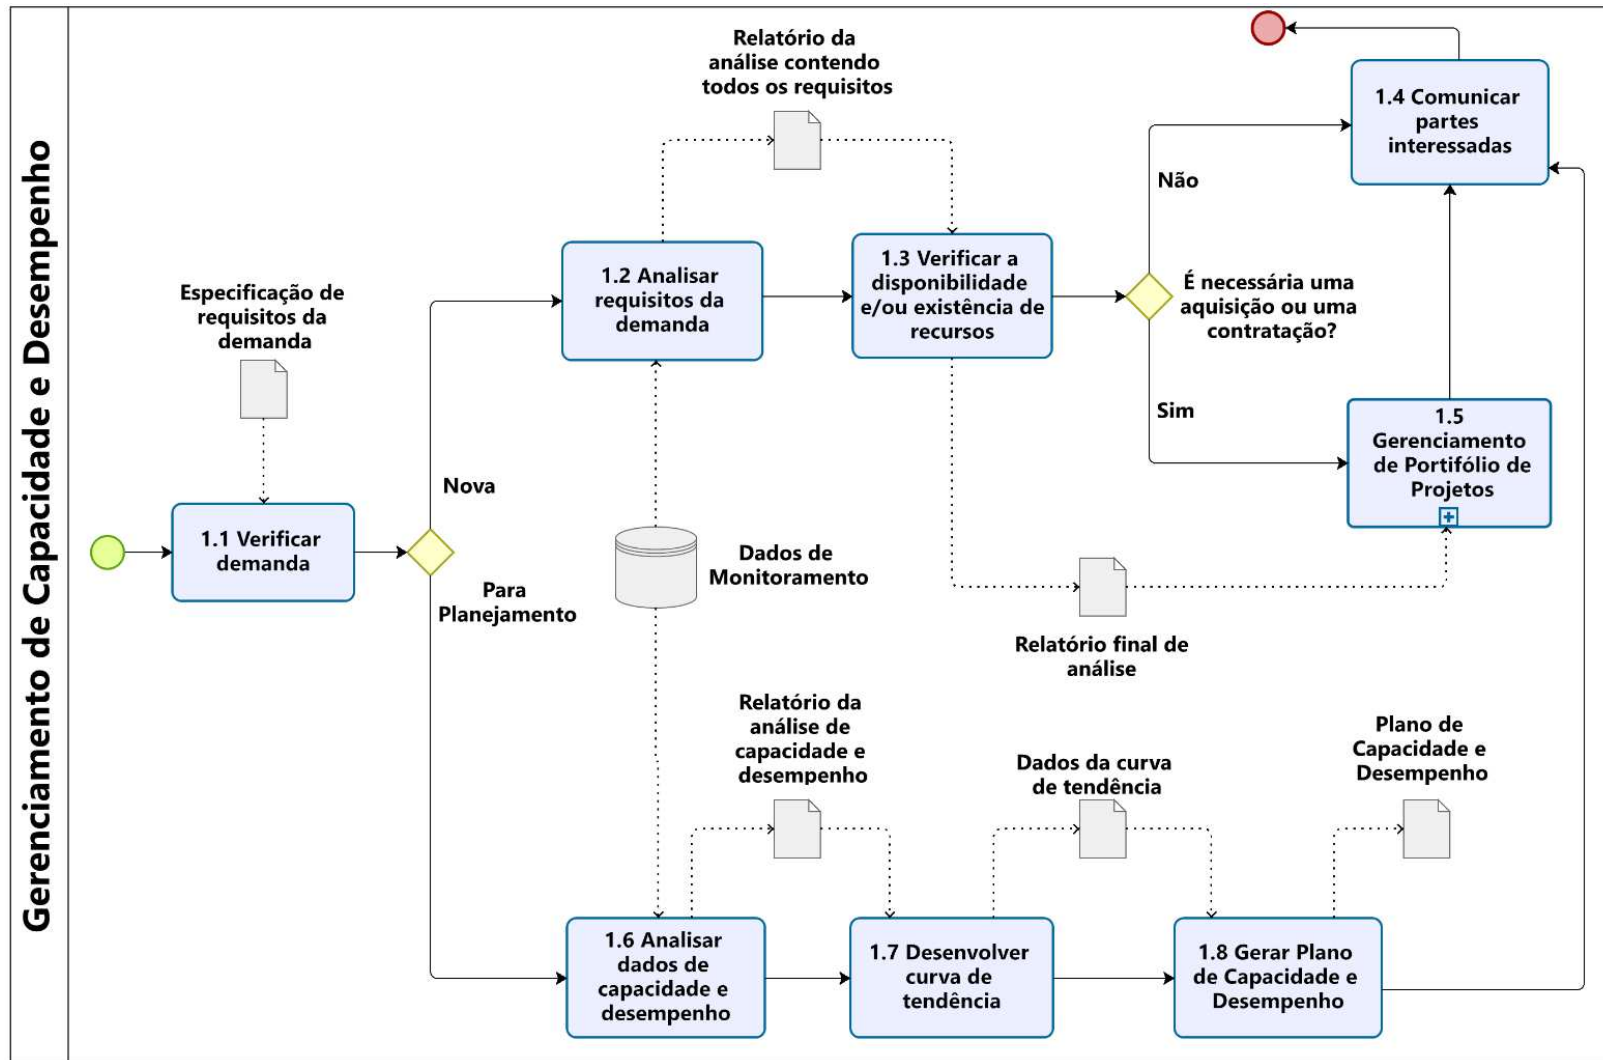 Gerenciamento de Capacidade e Desempenho
Relatório da
análise contendo
todos os requisitos
1.4 Comunicar
partes
interessadas
Não
1.2 Analisar
requisitos da
demanda
1.3 Verificar a
disponibilidade
e/ou existência de
recursos
É necessária uma
aquisição ou uma
contratação?
Especificação de
requisitos da
demanda
Sim
1.5
Gerenciamento
de Portifólio de
Projetos
Nova
1.1 Verificar
demanda
Dados de
Monitoramento
Para
Planejamento
Relatório final de
análise
Relatório da
análise de
capacidade e
desempenho
Dados da curva
de tendência
Plano de
Capacidade e
Desempenho
1.6 Analisar
dados de
capacidade e
desempenho
1.7 Desenvolver
curva de
tendência
1.8 Gerar Plano
de Capacidade e
Desempenho